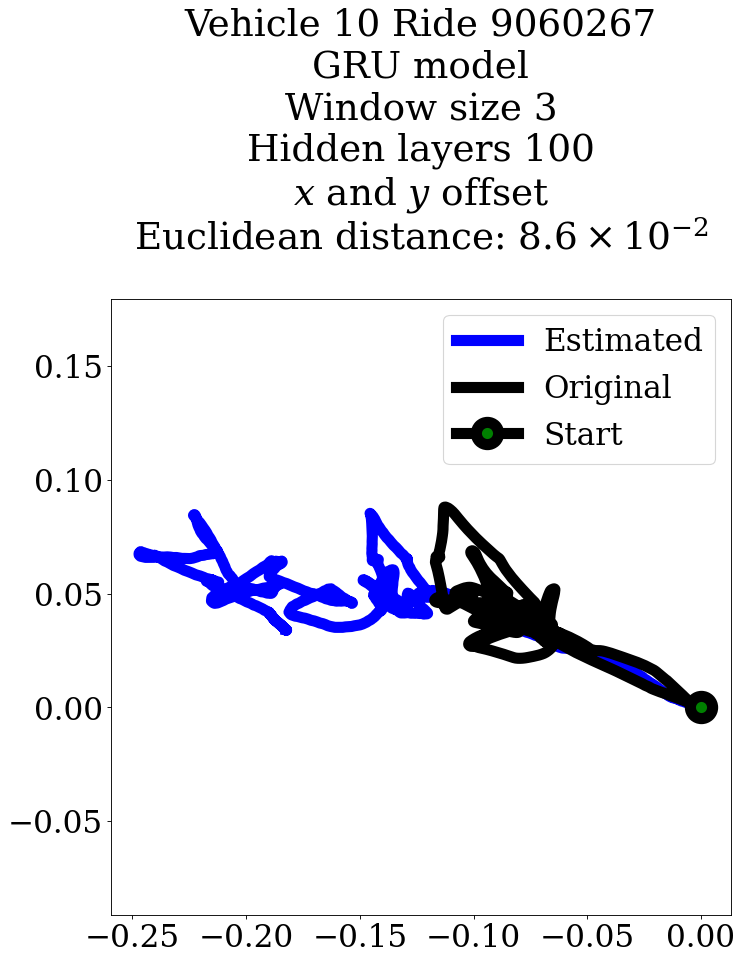 Vehicle 10 Ride 9060267
GRU model
Window size 3
Hidden layers 100
x and y offset
Euclidean distance: 8.6 × 10⁻²
Estimated
Original
Start
0.15
0.10
0.05
0.00
−0.05
−0.25 −0.20 −0.15 −0.10 −0.05 0.00